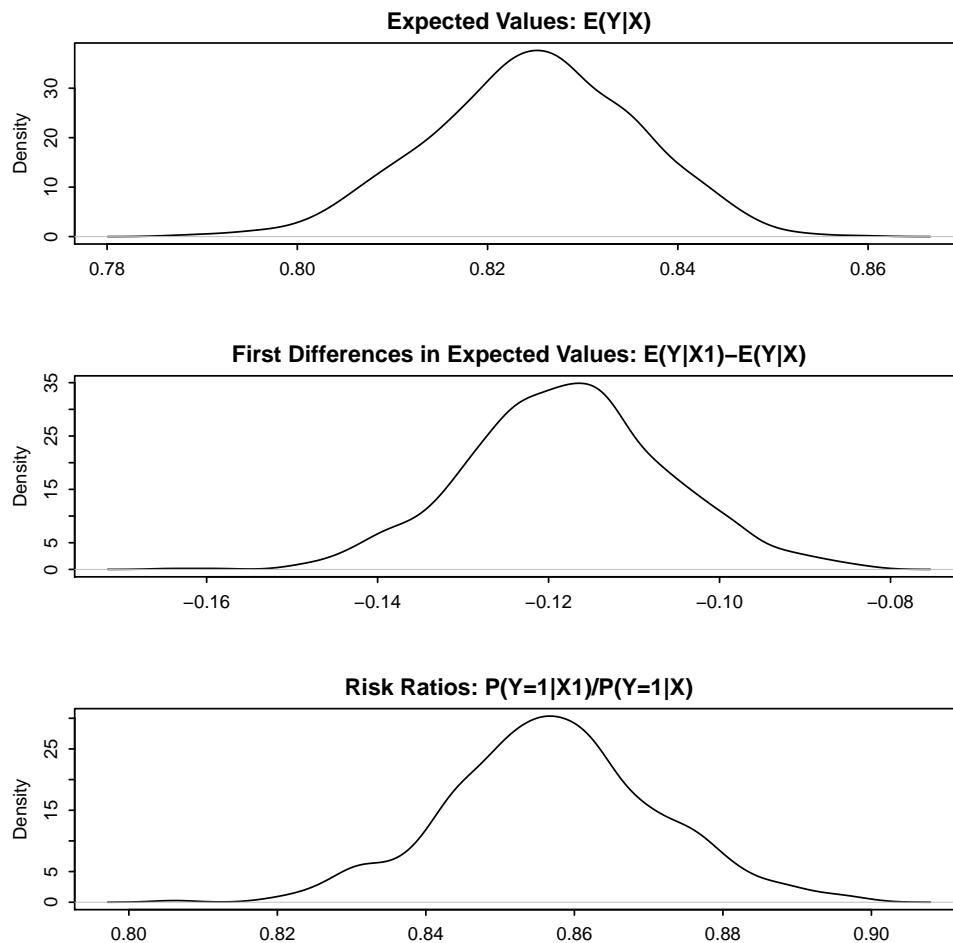 Expected Values: E(Y|X)
Density
0
10
20
30
0.78 0.80 0.82 0.84 0.86
First Differences in Expected Values: E(Y|X1)−E(Y|X)
Density
0
5
15
25
35
−0.16 −0.14 −0.12 −0.10 −0.08
Risk Ratios: P(Y=1|X1)/P(Y=1|X)
Density
0
5
15
25
0.80 0.82 0.84 0.86 0.88 0.90